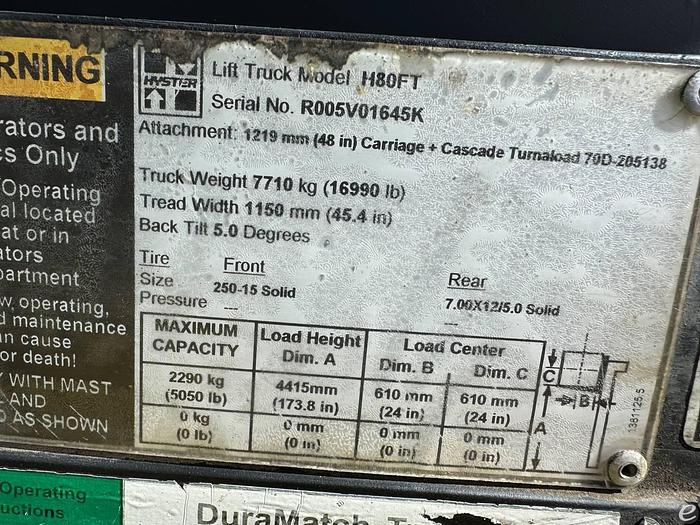 RNING
rators and
cs Only
Operating
al located
at or in
ators
partment
w, operating,
d maintenance
an cause
or death!
Y WITH MAST
AND
D AS SHOWN
Operating
uctions
HYSTER
Lift Truck Model H80FT
Serial No. R005V01645K
Attachment: 1219 mm (48 in) Carriage + Cascade Turnaload 70D-205138
Truck Weight 7710 kg (16990 lb)
Tread Width 1150 mm (45.4 in)
Back Tilt 5.0 Degrees
Tire Front Rear
Size 250-15 Solid 7.00X12/5.0 Solid
Pressure --- ---
MAXIMUM CAPACITY Load Height Dim. A Load Center Dim. B Dim. C
2290 kg (5050 lb) 4415mm (173.8 in) 610 mm (24 in) 610 mm (24 in)
0 kg (0 lb) 0 mm (0 in) 0 mm (0 in) 0 mm (0 in)
C
B
A
1381125 5
DuraMatch
e